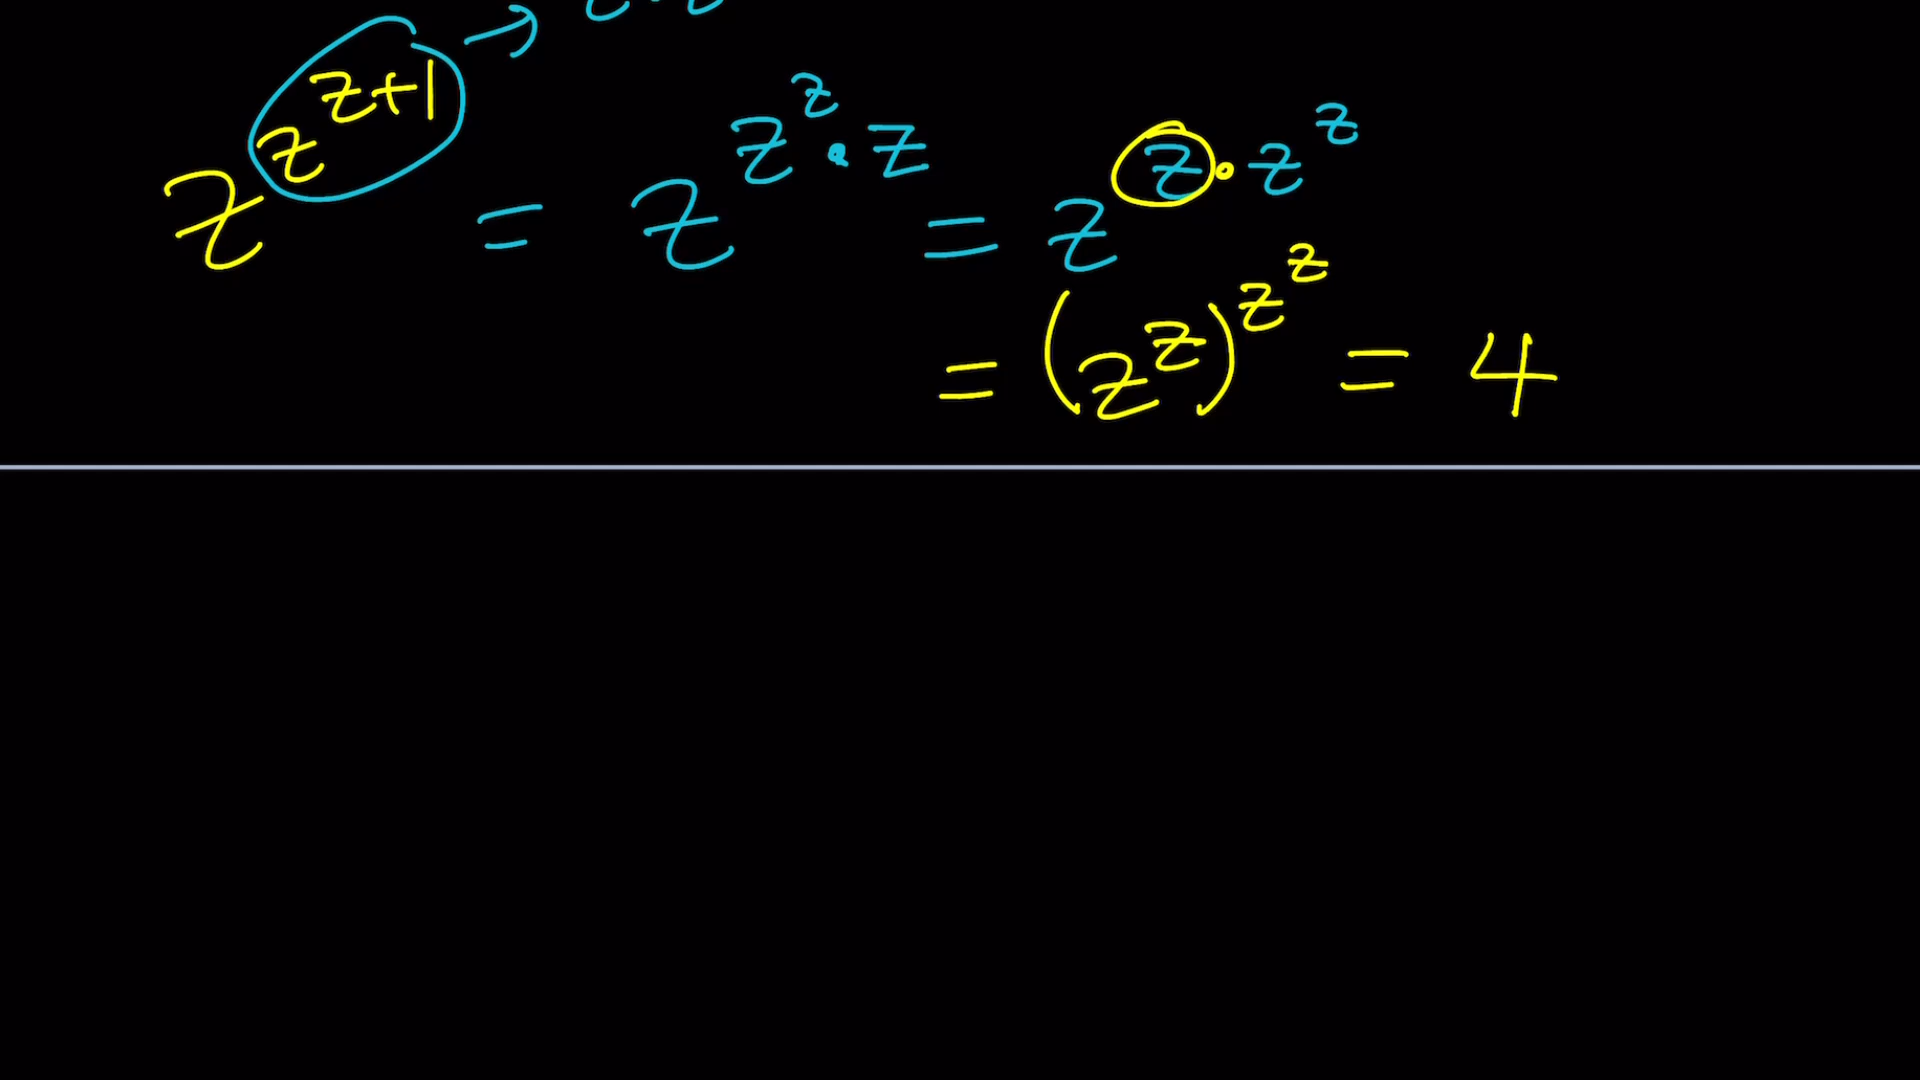 z^{z^{z+1}} = z^{z^z · z} = z^{z · z^z}
= (z^z)^{z^z} = 4